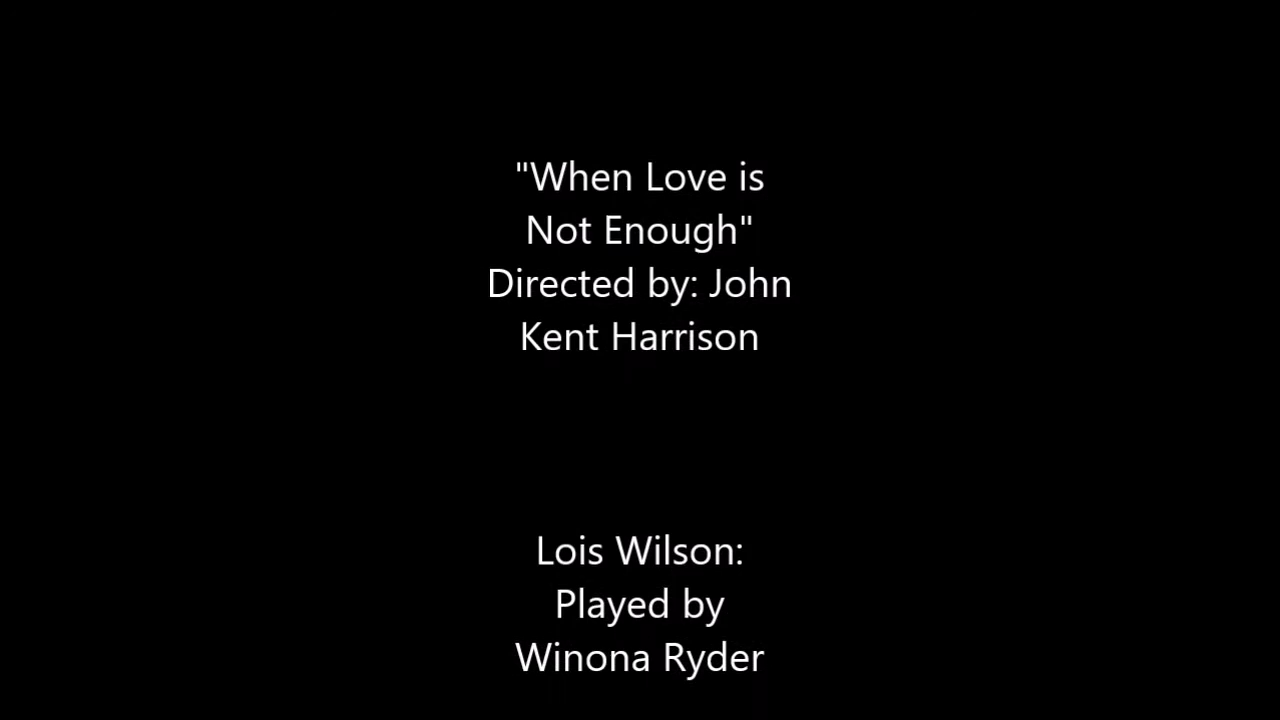 "When Love is
Not Enough"
Directed by: John
Kent Harrison
Lois Wilson:
Played by
Winona Ryder